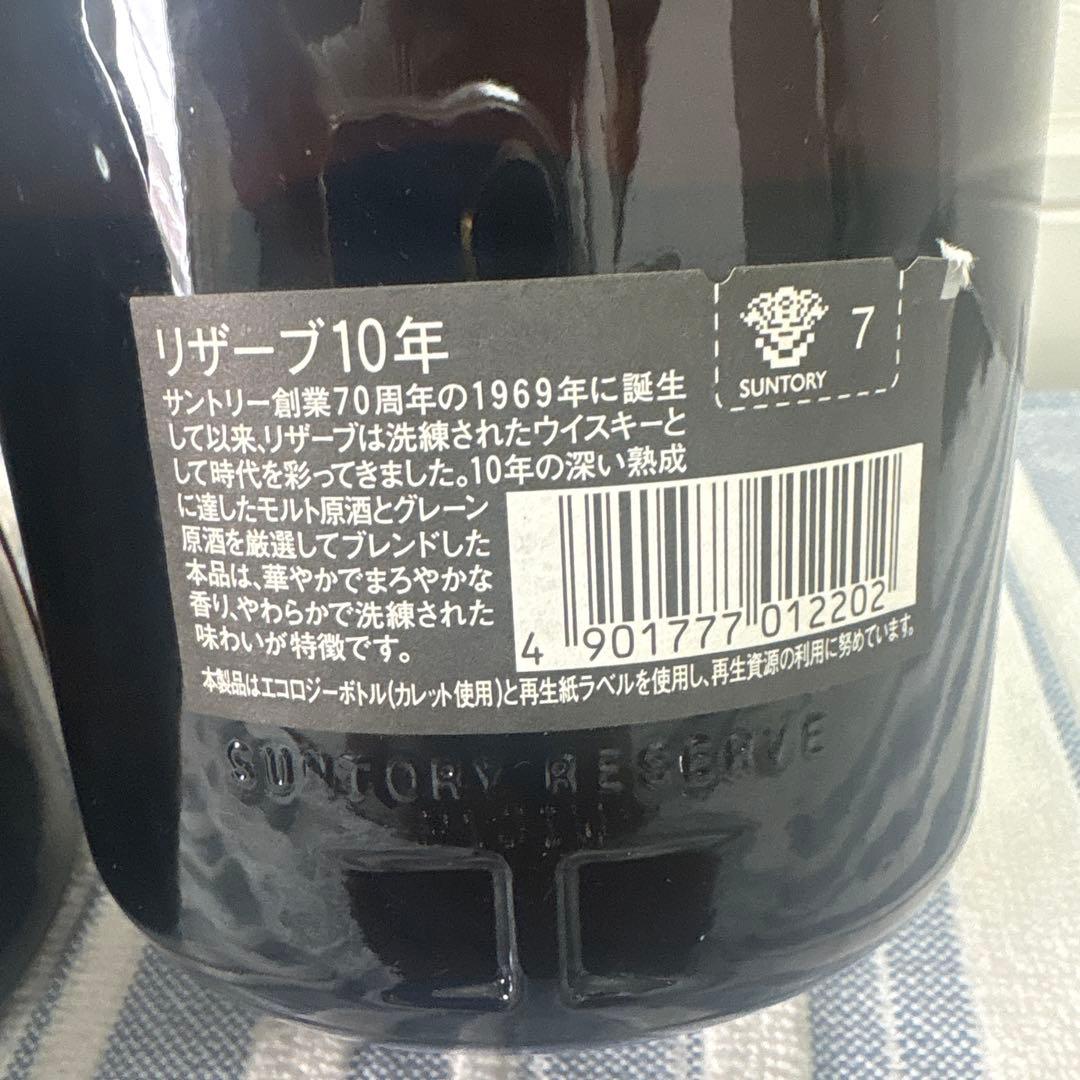 リザーブ10年
サントリー創業70周年の1969年に誕生
して以来、リザーブは洗練されたウイスキーと
して時代を彩ってきました。10年の深い熟成
に達したモルト原酒とグレーン
原酒を厳選してブレンドした
本品は、華やかでまろやかな
香り、やわらかで洗練された
味わいが特徴です。
本製品はエコロジーボトル(カレット使用)と再生紙ラベルを使用し、再生資源の利用に努めています。
7
SUNTORY
4 901777 012202
SUNTORY RESERVE